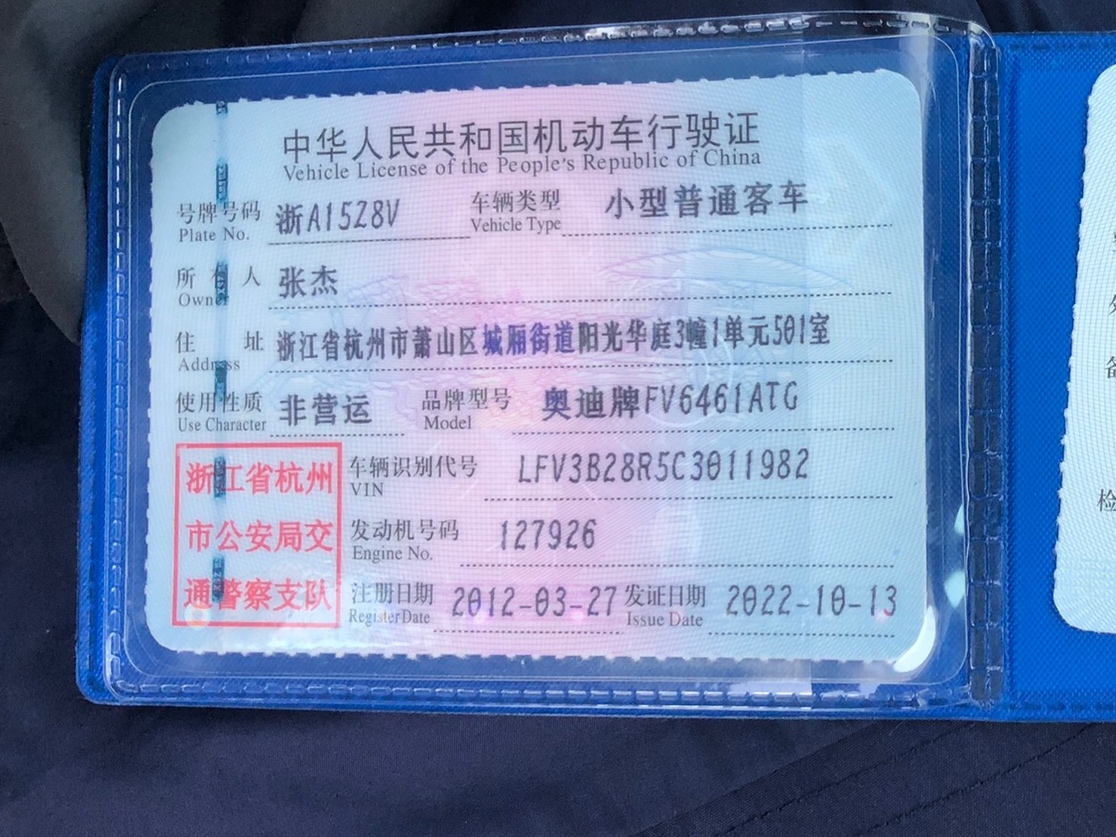 中华人民共和国机动车行驶证
Vehicle License of the People's Republic of China
号牌号码 浙A15Z8V 车辆类型 小型普通客车
Plate No. Vehicle Type
所有人 张杰
Owner
住址 浙江省杭州市萧山区城厢街道阳光华庭3幢1单元501室
Address
使用性质 非营运 品牌型号 奥迪牌FV6461ATG
Use Character Model
浙江省杭州
市公安局交
通警察支队
车辆识别代号 LFV3B28R5C3011982
VIN
发动机号码 127926
Engine No.
注册日期 2012-03-27 发证日期 2022-10-13
Register Date Issue Date
检